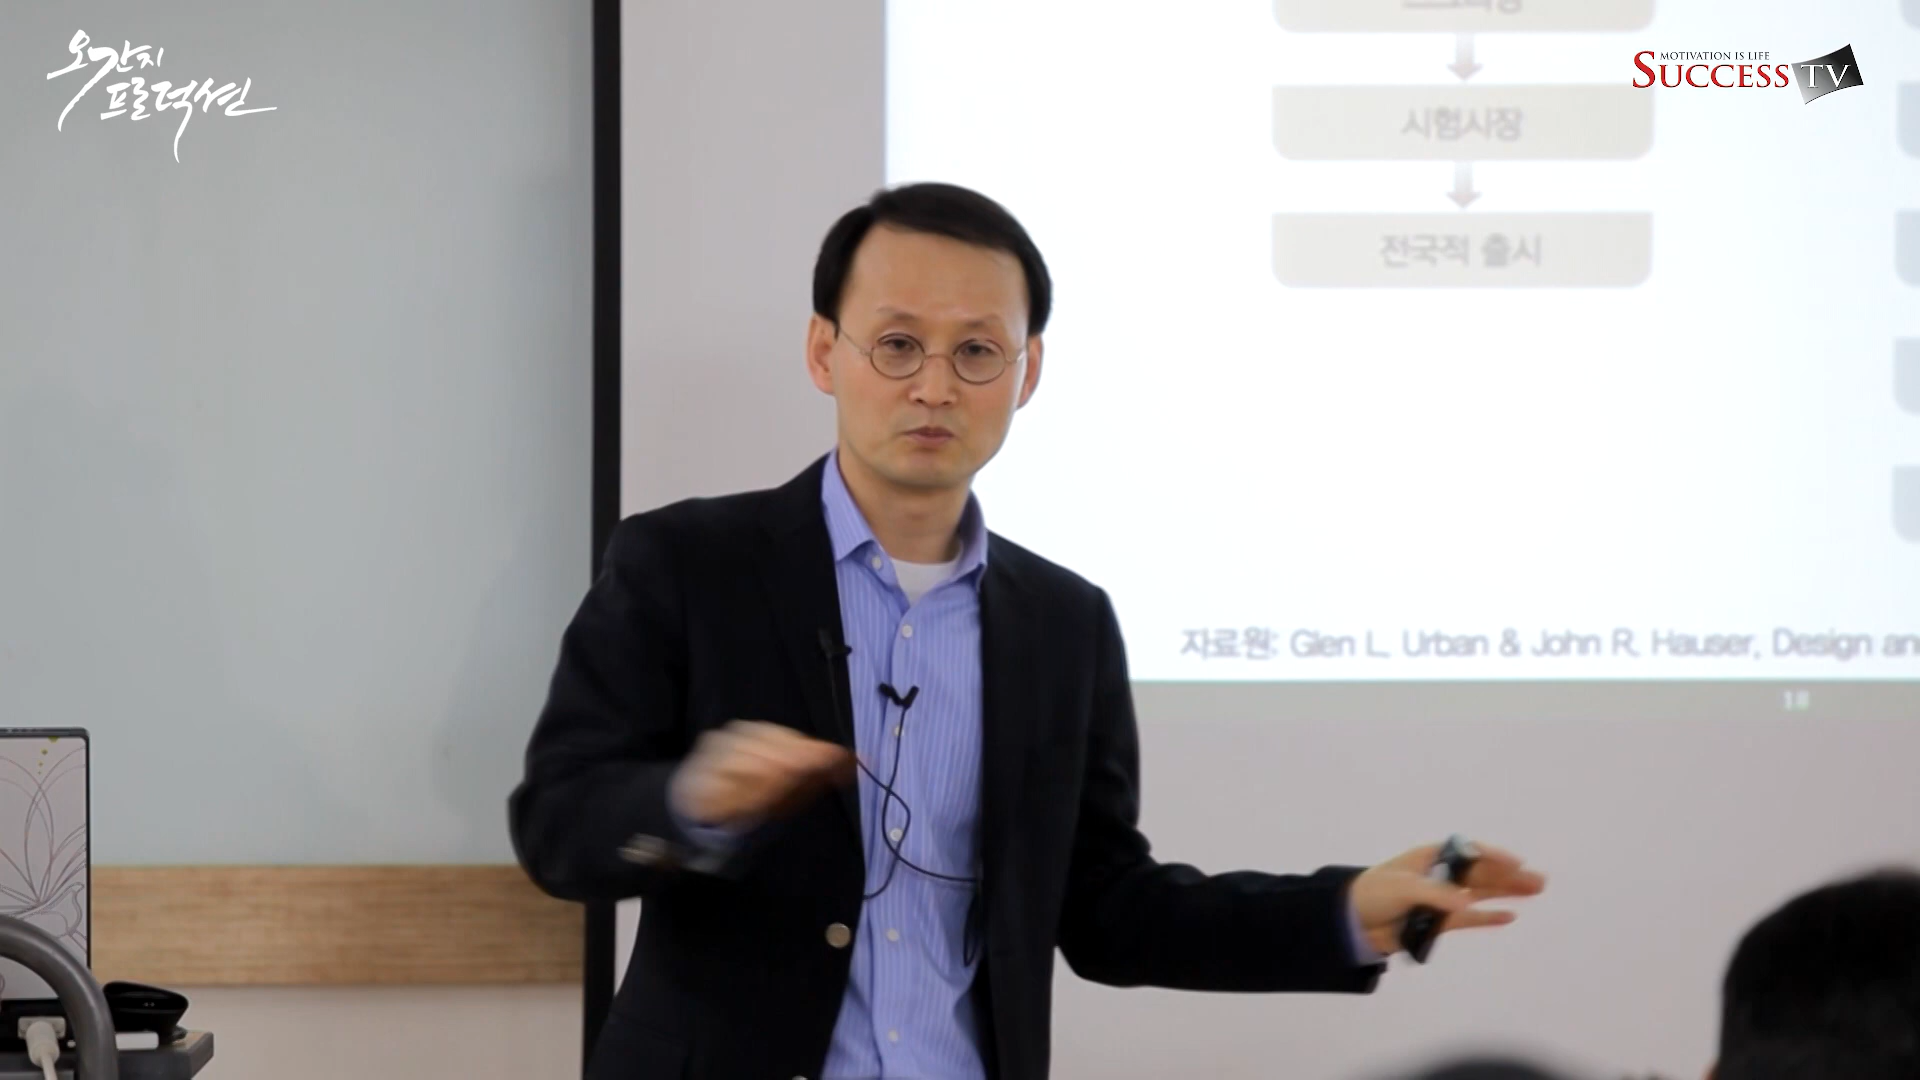 오가지
프로덕션
MOTIVATION IS LIFE
SUCCESS TV
시험시장
전국적 출시
자료원: Glen L. Urban & John R. Hauser, Design an
18